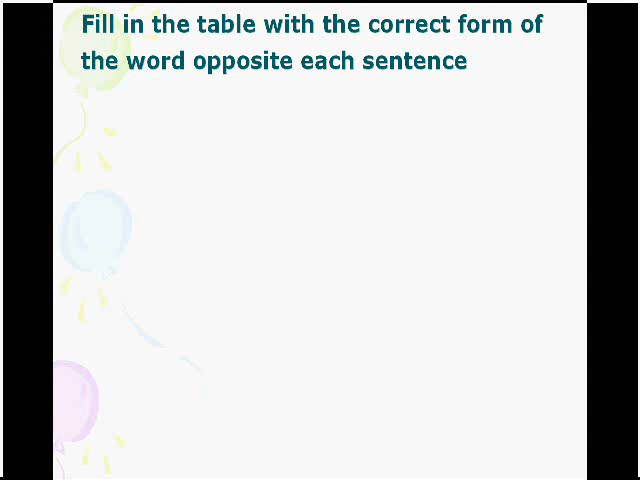 Fill in the table with the correct form of
the word opposite each sentence